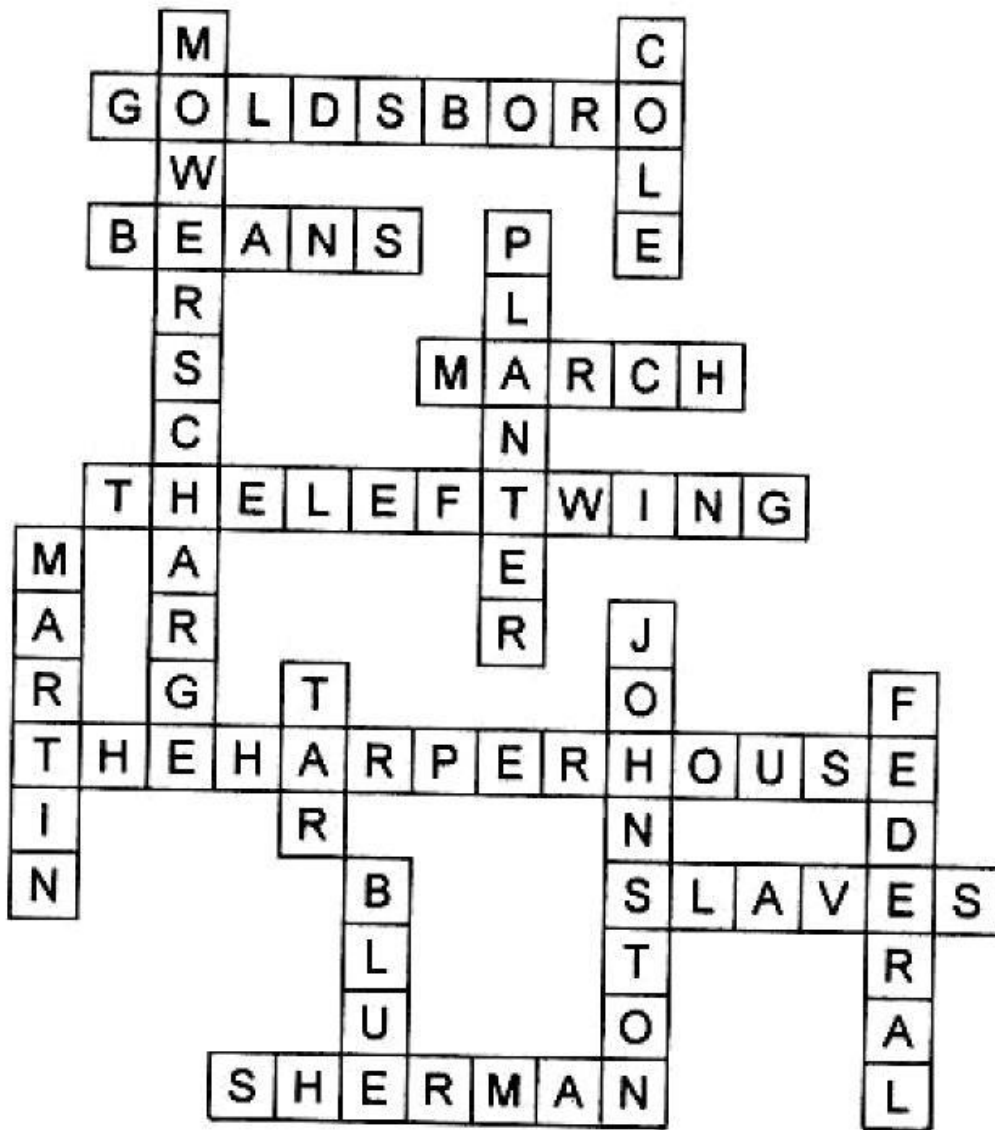 MOWERSCHARGE
COLE
GOLDSBORO
BEANS
PLANTER
MARCH
THELEFTWING
MARTIN
JOHNSTON
TAR
FEDERAL
THEHARPERHOUSE
BLUE
SLAVES
SHERMAN